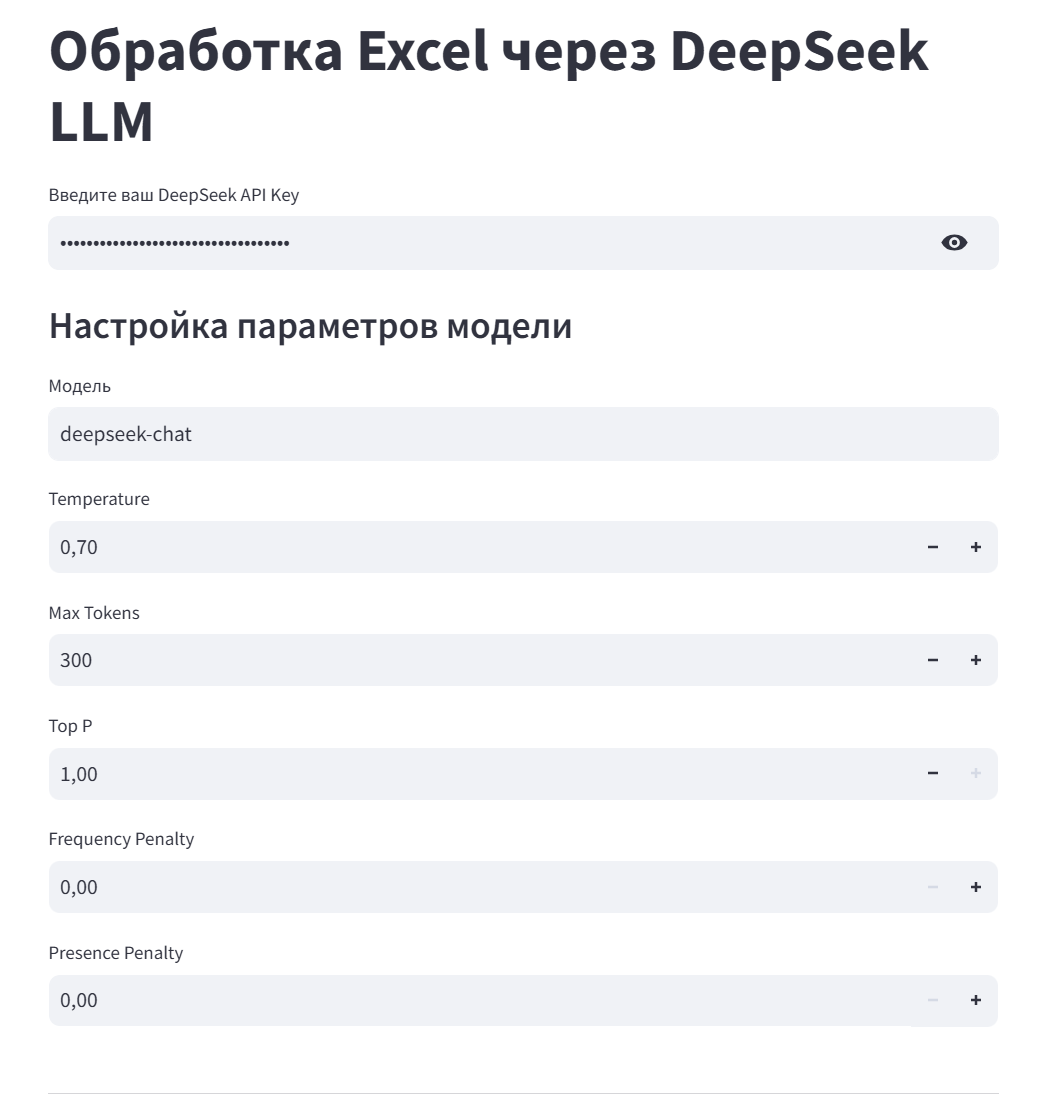 Обработка Excel через DeepSeek
LLM
Введите ваш DeepSeek API Key
•••••••••••••••••••••••••••••••••••
Настройка параметров модели
Модель
deepseek-chat
Temperature
0,70
Max Tokens
300
Top P
1,00
Frequency Penalty
0,00
Presence Penalty
0,00